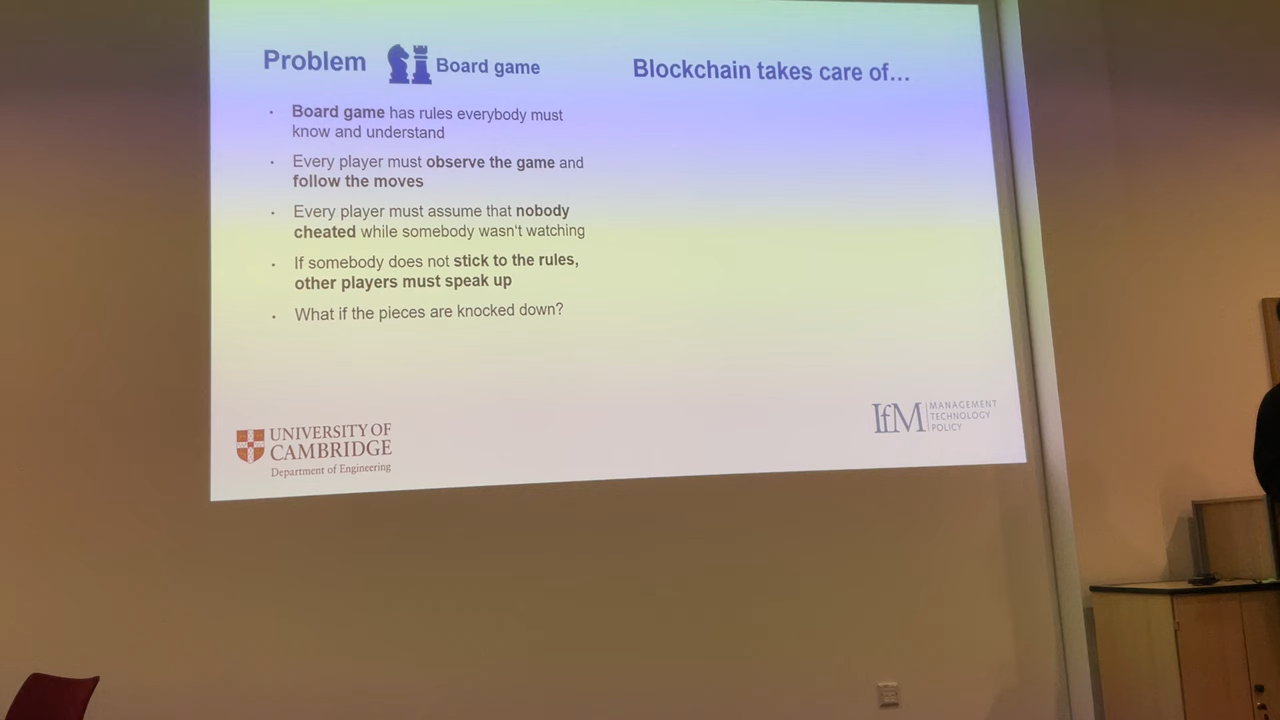 Problem Board game
• Board game has rules everybody must
know and understand
• Every player must observe the game and
follow the moves
• Every player must assume that nobody
cheated while somebody wasn't watching
• If somebody does not stick to the rules,
other players must speak up
• What if the pieces are knocked down?
Blockchain takes care of...
UNIVERSITY OF
CAMBRIDGE
Department of Engineering
IfM MANAGEMENT
TECHNOLOGY
POLICY